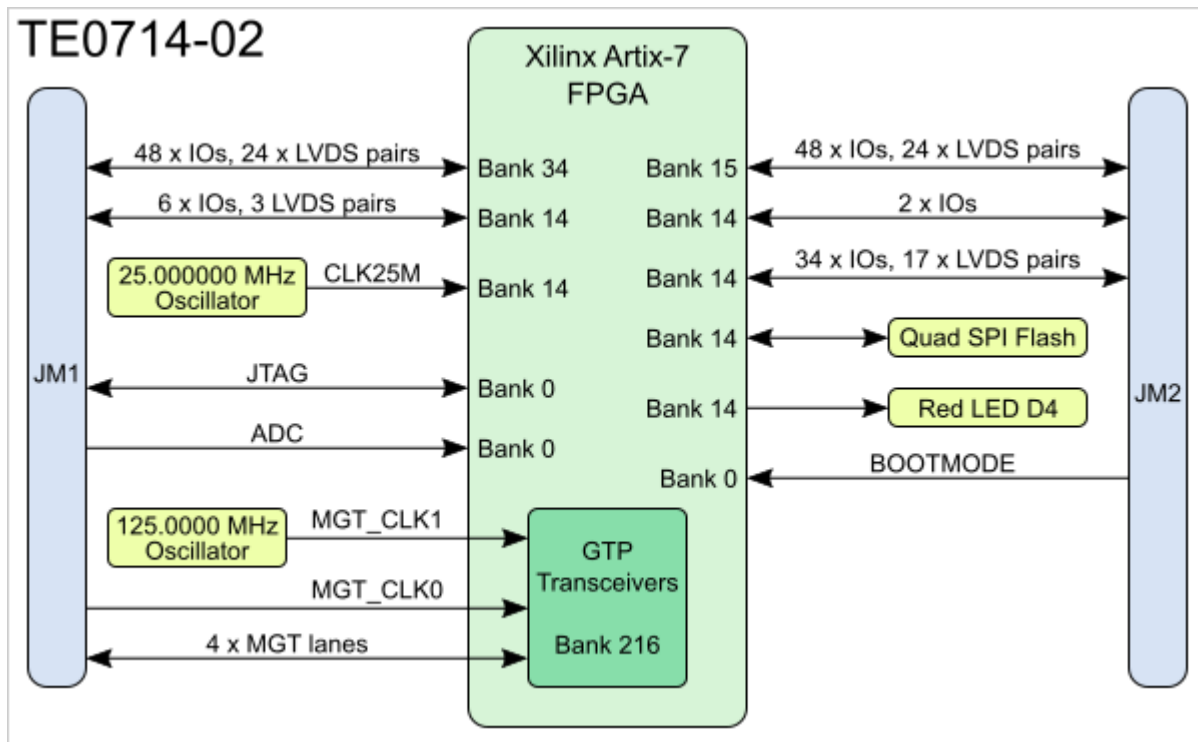 TE0714-02
Xilinx Artix-7
FPGA
JM1
48 x IOs, 24 x LVDS pairs
Bank 34
6 x IOs, 3 LVDS pairs
Bank 14
25.000000 MHz
Oscillator
CLK25M
Bank 14
JTAG
Bank 0
ADC
Bank 0
125.0000 MHz
Oscillator
MGT_CLK1
MGT_CLK0
4 x MGT lanes
GTP
Transceivers
Bank 216
Bank 15
48 x IOs, 24 x LVDS pairs
Bank 14
2 x IOs
Bank 14
34 x IOs, 17 x LVDS pairs
Bank 14
Quad SPI Flash
Bank 14
Red LED D4
Bank 0
BOOTMODE
JM2